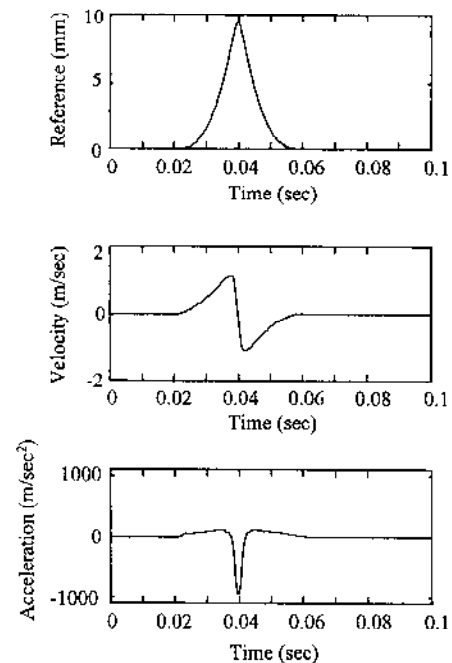 Reference (mm)
10
5
0
0 0.02 0.04 0.06 0.08 0.1
Time (sec)
Velocity (m/sec)
2
0
-2
0 0.02 0.04 0.06 0.08 0.1
Time (sec)
Acceleration (m/sec²)
1000
0
-1000
0 0.02 0.04 0.06 0.08 0.1
Time (sec)